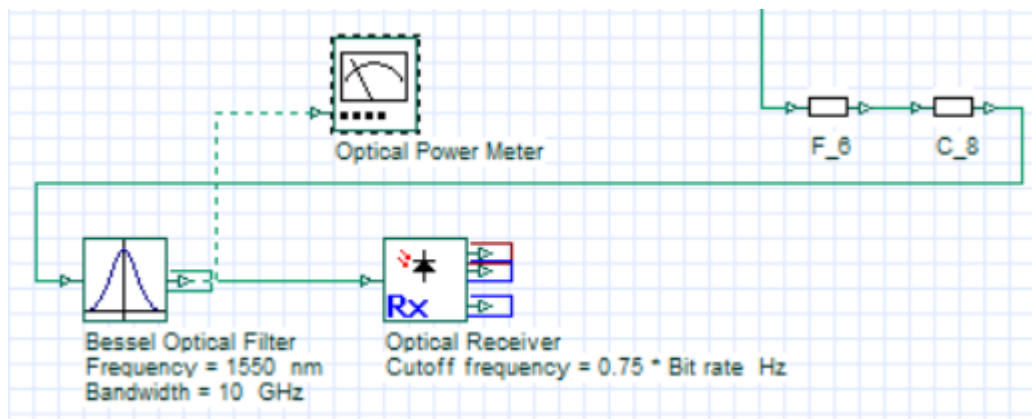 Optical Power Meter
F_6
C_8
Rx
Bessel Optical Filter
Frequency = 1550 nm
Bandwidth = 10 GHz
Optical Receiver
Cutoff frequency = 0.75 * Bit rate Hz